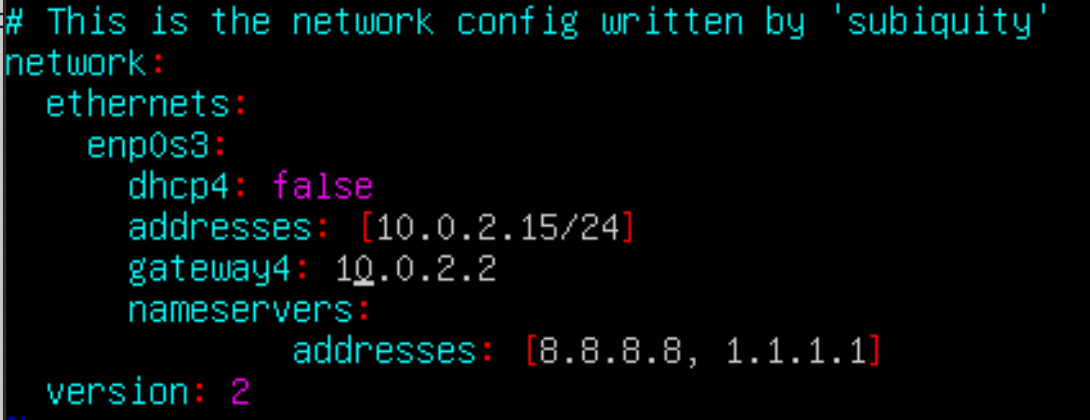 # This is the network config written by 'subiquity'
network:
  ethernets:
    enp0s3:
      dhcp4: false
      addresses: [10.0.2.15/24]
      gateway4: 10.0.2.2
      nameservers:
              addresses: [8.8.8.8, 1.1.1.1]
  version: 2